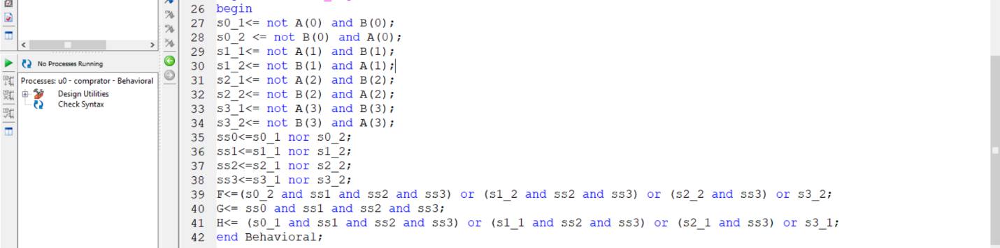 26 begin
27 s0_1<= not A(0) and B(0);
28 s0_2 <= not B(0) and A(0);
29 s1_1<= not A(1) and B(1);
30 s1_2<= not B(1) and A(1);
31 s2_1<= not A(2) and B(2);
32 s2_2<= not B(2) and A(2);
33 s3_1<= not A(3) and B(3);
34 s3_2<= not B(3) and A(3);
35 ss0<=s0_1 nor s0_2;
36 ss1<=s1_1 nor s1_2;
37 ss2<=s2_1 nor s2_2;
38 ss3<=s3_1 nor s3_2;
39 F<=(s0_2 and ss1 and ss2 and ss3) or (s1_2 and ss2 and ss3) or (s2_2 and ss3) or s3_2;
40 G<= ss0 and ss1 and ss2 and ss3;
41 H<= (s0_1 and ss1 and ss2 and ss3) or (s1_1 and ss2 and ss3) or (s2_1 and ss3) or s3_1;
42 end Behavioral;
No Processes Running
Processes: u0 - comprator - Behavioral
Design Utilities
Check Syntax